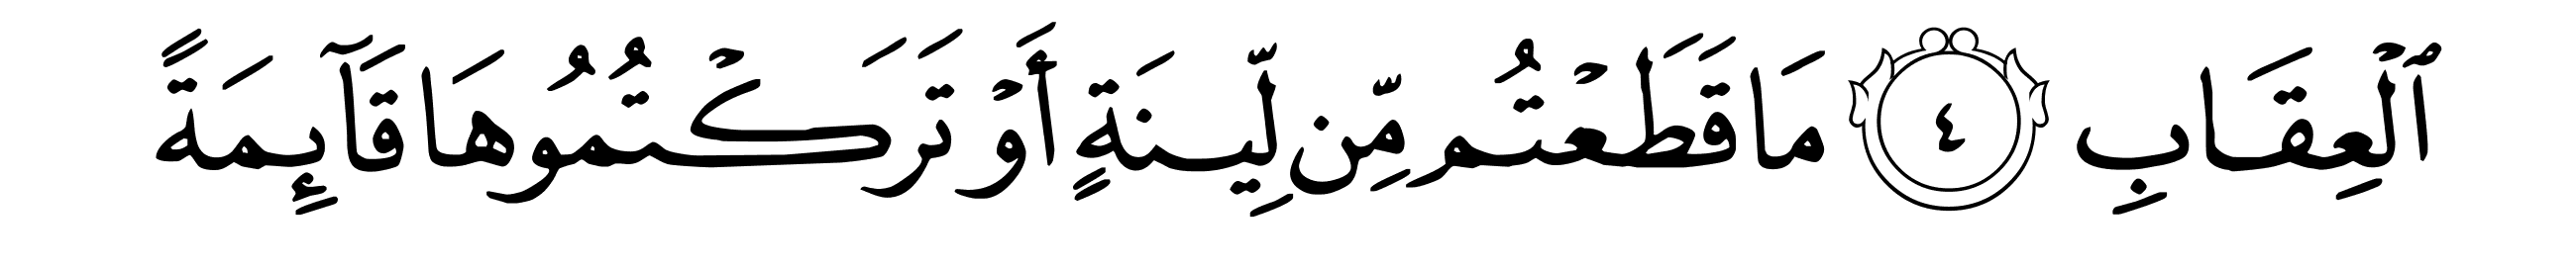 ٱلۡعِقَابِ ٤ مَا قَطَعۡتُم مِّن لِّينَةٍ أَوۡ تَرَكۡتُمُوهَا قَآئِمَةً